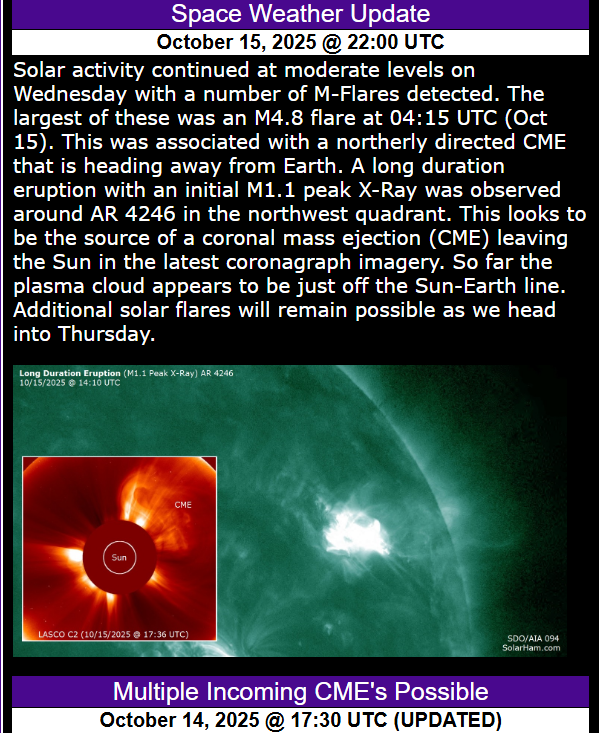 Space Weather Update
October 15, 2025 @ 22:00 UTC
Solar activity continued at moderate levels on
Wednesday with a number of M-Flares detected. The
largest of these was an M4.8 flare at 04:15 UTC (Oct
15). This was associated with a northerly directed CME
that is heading away from Earth. A long duration
eruption with an initial M1.1 peak X-Ray was observed
around AR 4246 in the northwest quadrant. This looks to
be the source of a coronal mass ejection (CME) leaving
the Sun in the latest coronagraph imagery. So far the
plasma cloud appears to be just off the Sun-Earth line.
Additional solar flares will remain possible as we head
into Thursday.
Long Duration Eruption (M1.1 Peak X-Ray) AR 4246
10/15/2025 @ 14:10 UTC
CME
Sun
LASCO C2 (10/15/2025 @ 17:36 UTC)
SDO/AIA 094
SolarHam.com
Multiple Incoming CME's Possible
October 14, 2025 @ 17:30 UTC (UPDATED)